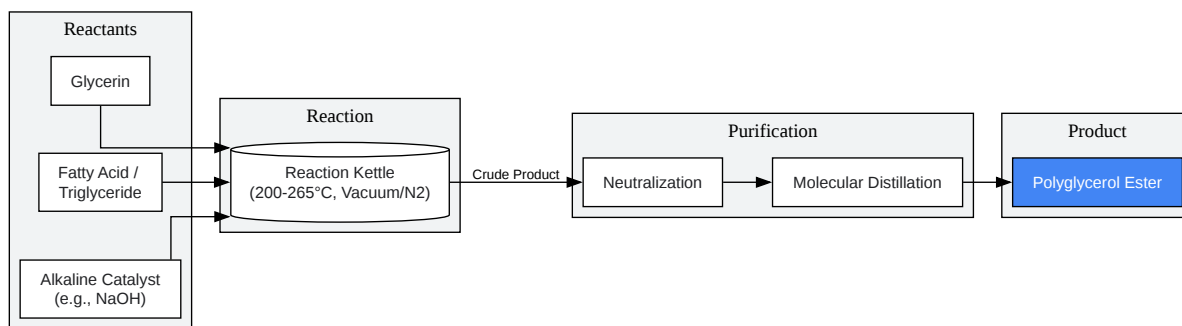 Reactants
Glycerin
Fatty Acid /
Triglyceride
Alkaline Catalyst
(e.g., NaOH)
Reaction
Reaction Kettle
(200-265°C, Vacuum/N2)
Crude Product
Purification
Neutralization
Molecular Distillation
Product
Polyglycerol Ester